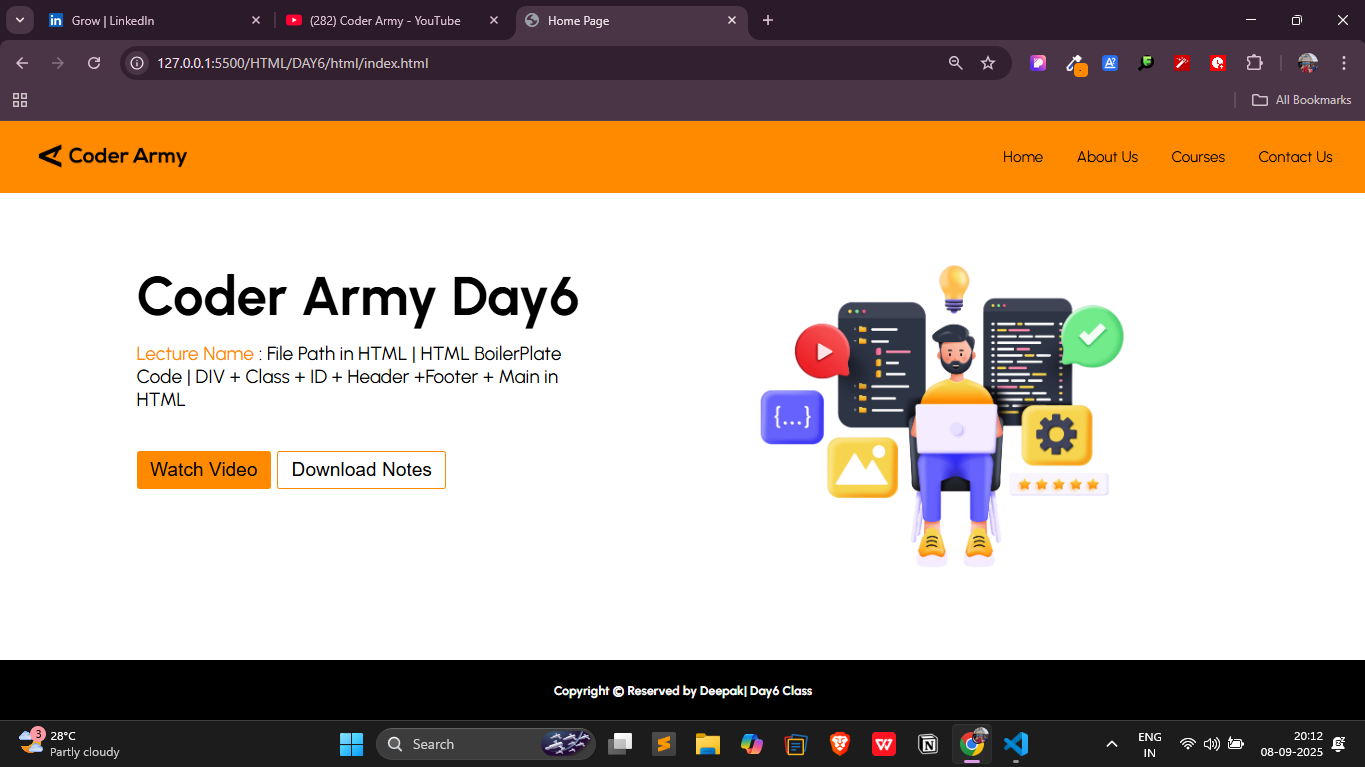 Grow | LinkedIn
(282) Coder Army - YouTube
Home Page
127.0.0.1:5500/HTML/DAY6/html/index.html
All Bookmarks
Coder Army
Home
About Us
Courses
Contact Us
Coder Army Day6
Lecture Name : File Path in HTML | HTML BoilerPlate
Code | DIV + Class + ID + Header +Footer + Main in
HTML
{...}
Watch Video
Download Notes
Copyright © Reserved by Deepak| Day6 Class
3
28°C
Partly cloudy
Search
ENG
IN
20:12
08-09-2025